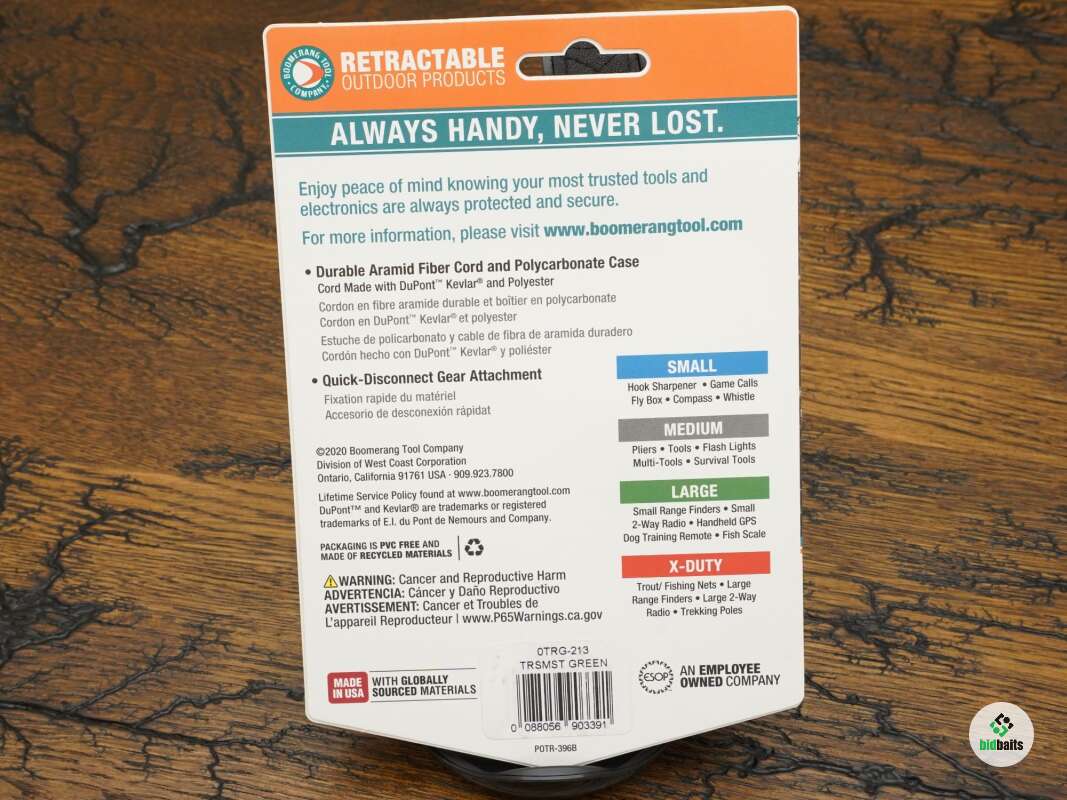 BOOMERANG TOOL
COMPANY
RETRACTABLE
OUTDOOR PRODUCTS
ALWAYS HANDY, NEVER LOST.
Enjoy peace of mind knowing your most trusted tools and
electronics are always protected and secure.
For more information, please visit www.boomerangtool.com
• Durable Aramid Fiber Cord and Polycarbonate Case
Cord Made with DuPont™ Kevlar® and Polyester
Cordon en fibre aramide durable et boîtier en polycarbonate
Cordon en DuPont™ Kevlar® et polyester
Estuche de policarbonato y cable de fibra de aramida duradero
Cordón hecho con DuPont™ Kevlar® y poliéster
• Quick-Disconnect Gear Attachment
Fixation rapide du matériel
Accesorio de desconexión rápidat
©2020 Boomerang Tool Company
Division of West Coast Corporation
Ontario, California 91761 USA · 909.923.7800
Lifetime Service Policy found at www.boomerangtool.com
DuPont™ and Kevlar® are trademarks or registered
trademarks of E.I. du Pont de Nemours and Company.
PACKAGING IS PVC FREE AND
MADE OF RECYCLED MATERIALS
WARNING: Cancer and Reproductive Harm
ADVERTENCIA: Cáncer y Daño Reproductivo
AVERTISSEMENT: Cancer et Troubles de
L'appareil Reproducteur | www.P65Warnings.ca.gov
SMALL
Hook Sharpener • Game Calls
Fly Box • Compass • Whistle
MEDIUM
Pliers • Tools • Flash Lights
Multi-Tools • Survival Tools
LARGE
Small Range Finders • Small
2-Way Radio • Handheld GPS
Dog Training Remote • Fish Scale
X-DUTY
Trout/ Fishing Nets • Large
Range Finders • Large 2-Way
Radio • Trekking Poles
MADE
IN USA
WITH GLOBALLY
SOURCED MATERIALS
0TRG-213
TRSMST GREEN
0 088056 903391
POTR-396B
ESOP
AN EMPLOYEE
OWNED COMPANY
bidbaits